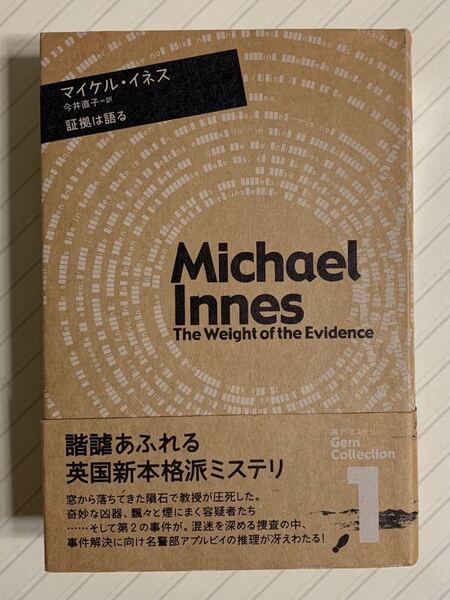 マイケル・イネス
今井直子=訳
証拠は語る
Michael
Innes
The Weight of the Evidence
諧謔あふれる
英国新本格派ミステリ
窓から落ちてきた隕石で教授が圧死した。
奇妙な凶器、飄々と煙にまく容疑者たち
……そして第2の事件が。混迷を深める捜査の中、
事件解決に向け名警部アプルビイの推理が冴えわたる!
海外ミステリ
Gem
Collection
1